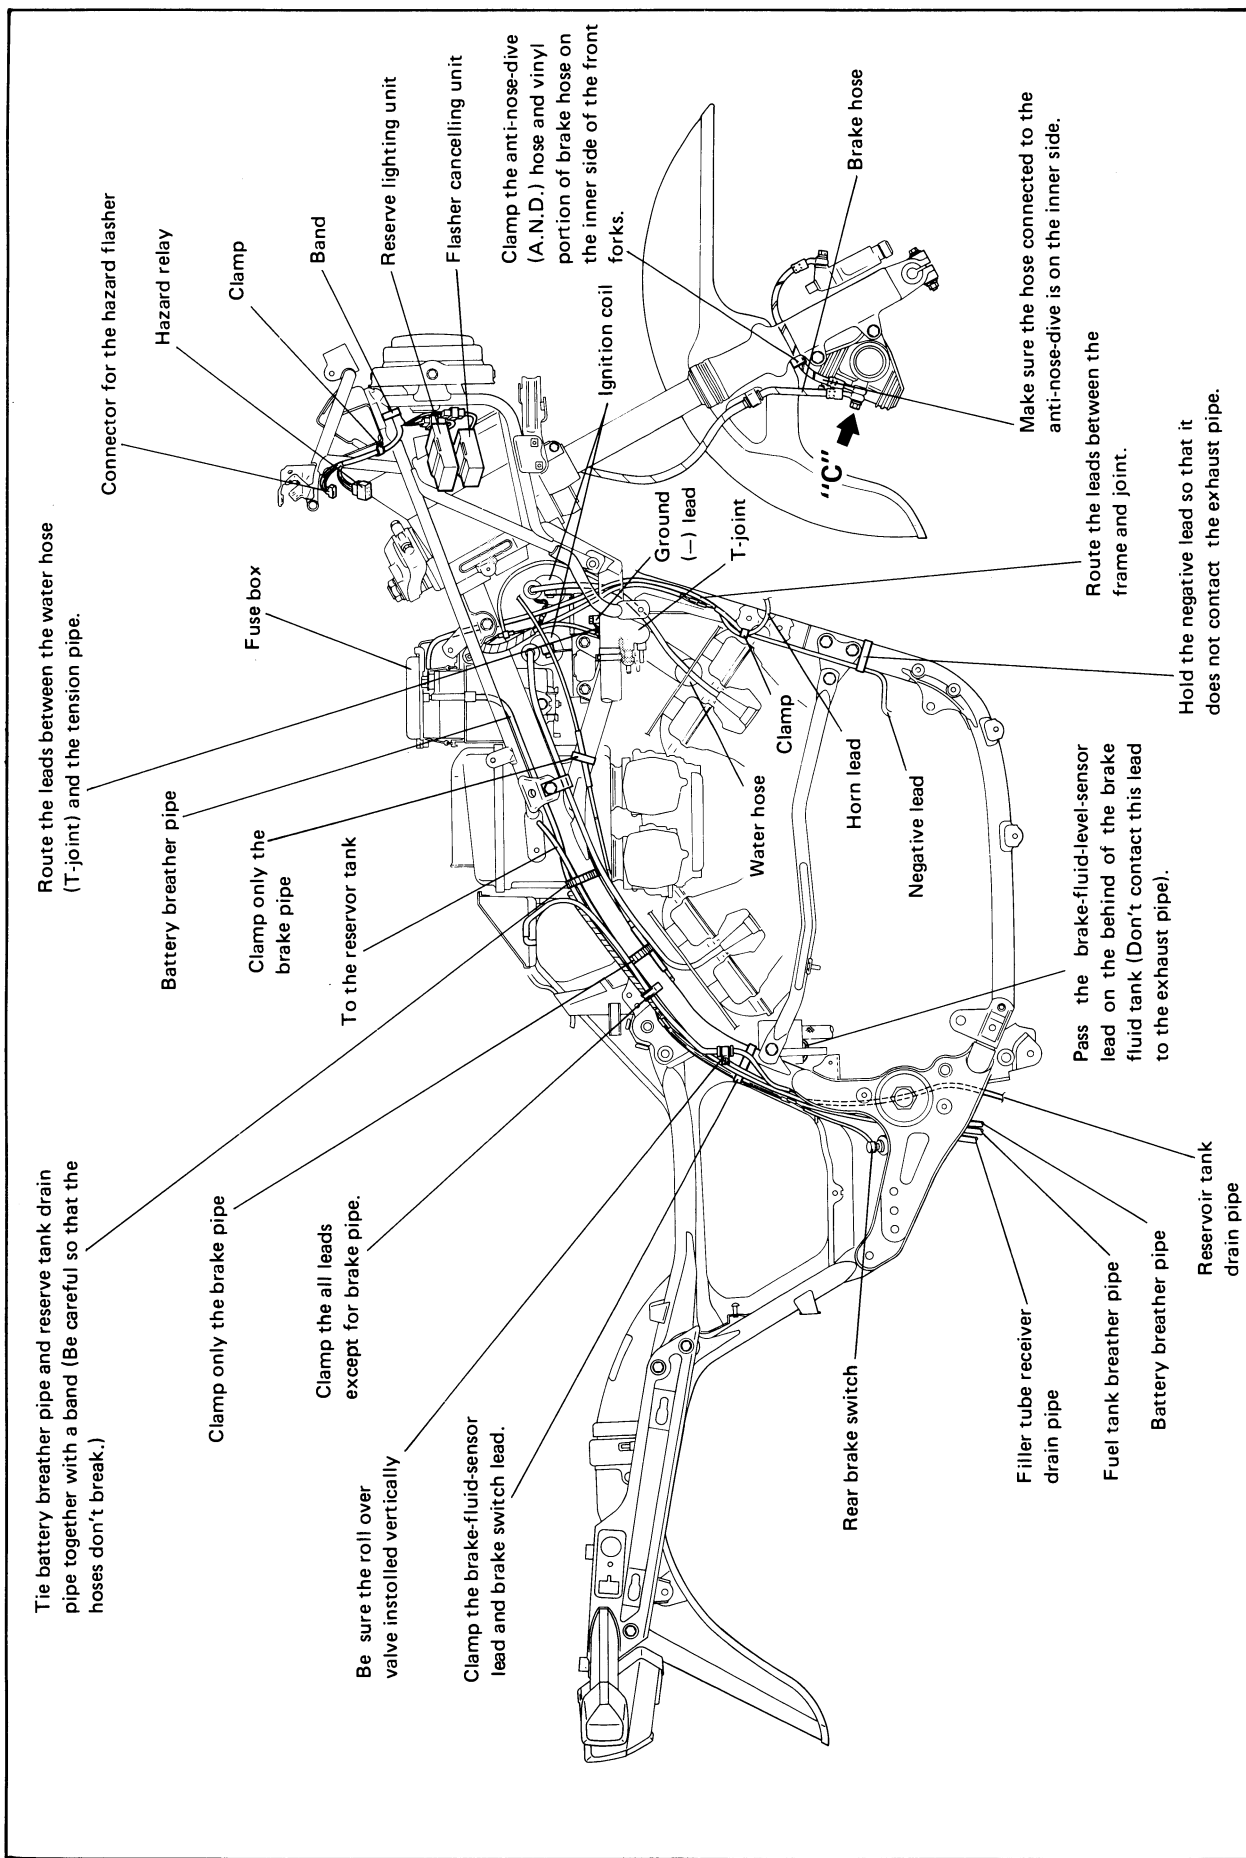 Tie battery breather pipe and reserve tank drain
pipe together with a band (Be careful so that the
hoses don't break.)
Clamp only the brake pipe
Clamp the all leads
except for brake pipe.
Be sure the roll over
valve instolled vertically
Clamp the brake-fluid-sensor
lead and brake switch lead.
Route the leads between the water hose
(T-joint) and the tension pipe.
Battery breather pipe
Clamp only the
brake pipe
To the reservor tank
Fuse box
Connector for the hazard flasher
Hazard relay
Clamp
Band
Reserve lighting unit
Flasher cancelling unit
Clamp the anti-nose-dive
(A.N.D.) hose and vinyl
portion of brake hose on
the inner side of the front
forks.
Ignition coil
Ground
(—) lead
T-joint
"C"
Brake hose
Make sure the hose connected to the
anti-nose-dive is on the inner side.
Route the leads between the
frame and joint.
Hold the negative lead so that it
does not contact the exhaust pipe.
Clamp
Water hose
Horn lead
Negative lead
Pass the brake-fluid-level-sensor
lead on the behind of the brake
fluid tank (Don't contact this lead
to the exhaust pipe).
Rear brake switch
Filler tube receiver
drain pipe
Fuel tank breather pipe
Battery breather pipe
Reservoir tank
drain pipe